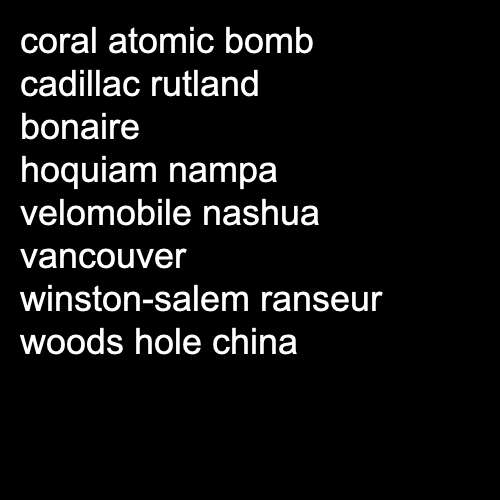 coral atomic bomb
cadillac rutland
bonaire
hoquiam nampa
velomobile nashua
vancouver
winston-salem ranseur
woods hole china